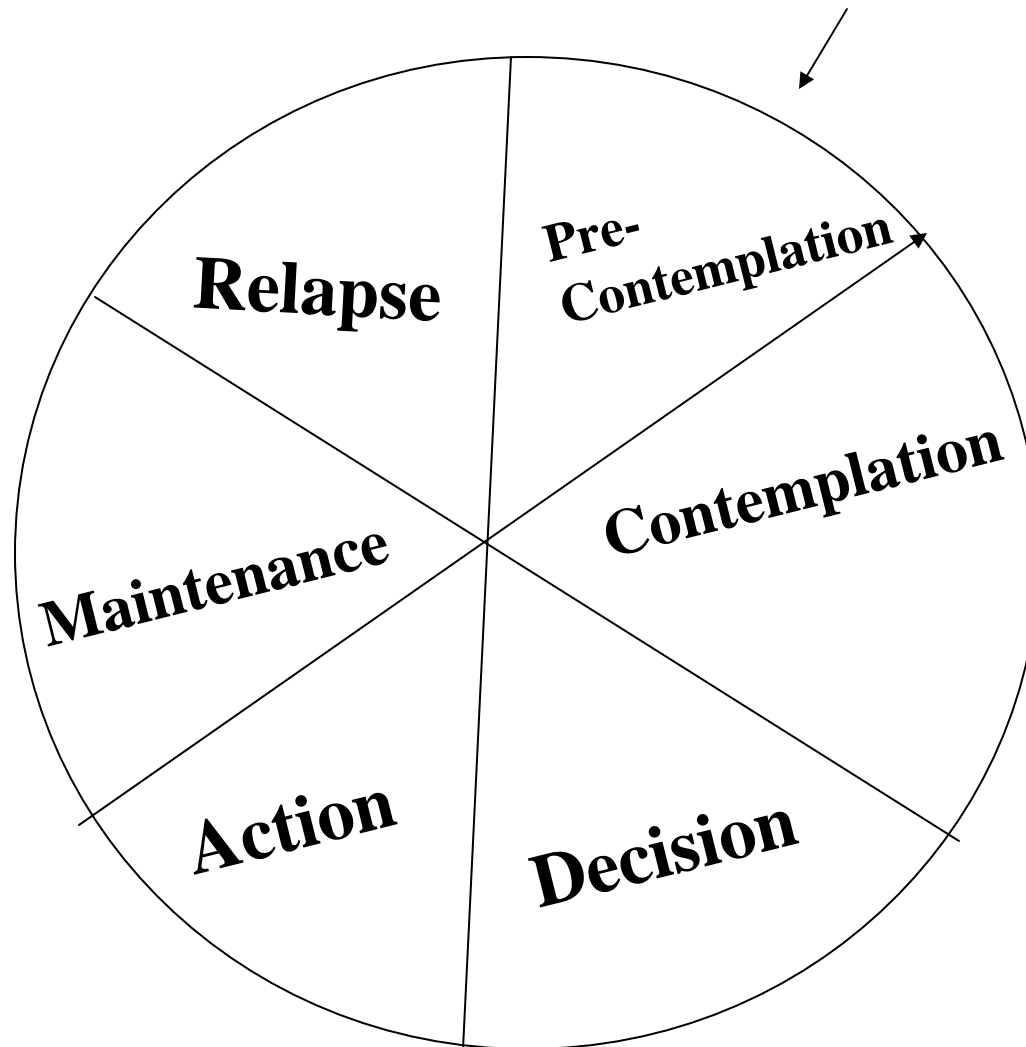 Pre-
Contemplation
Contemplation
Decision
Action
Maintenance
Relapse